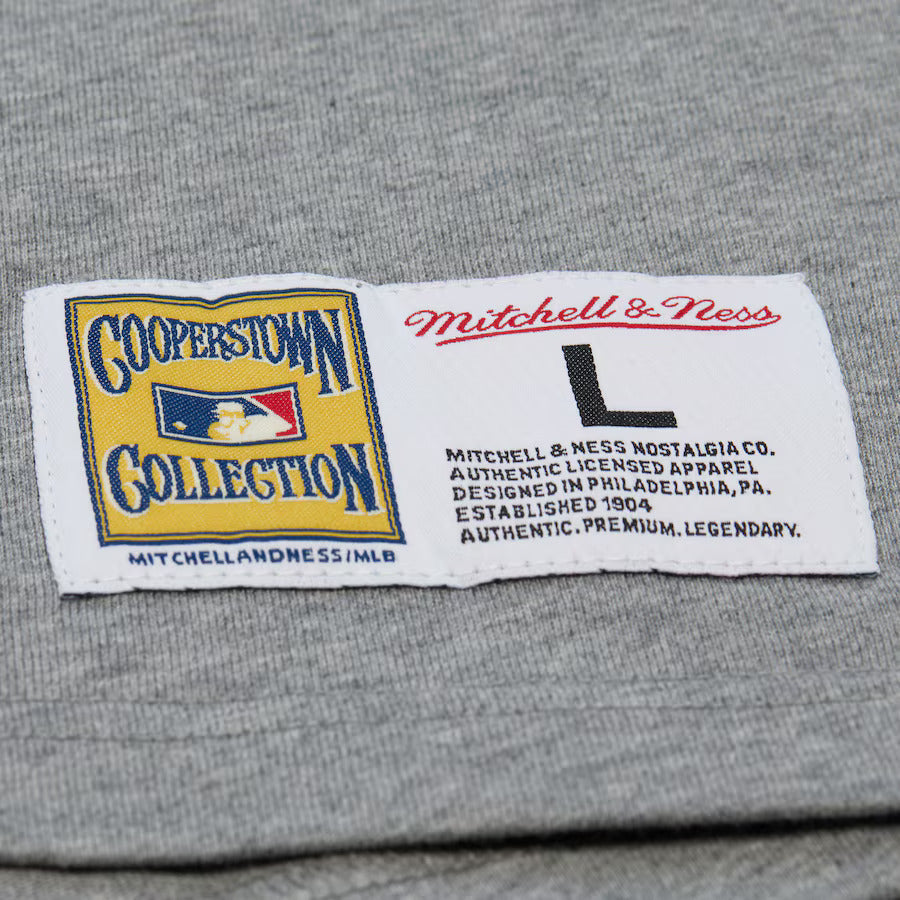 COOPERSTOWN
COLLECTION
MITCHELLANDNESS/MLB
Mitchell & Ness
L
MITCHELL & NESS NOSTALGIA CO.
AUTHENTIC LICENSED APPAREL
DESIGNED IN PHILADELPHIA, PA.
ESTABLISHED 1904
AUTHENTIC. PREMIUM. LEGENDARY.